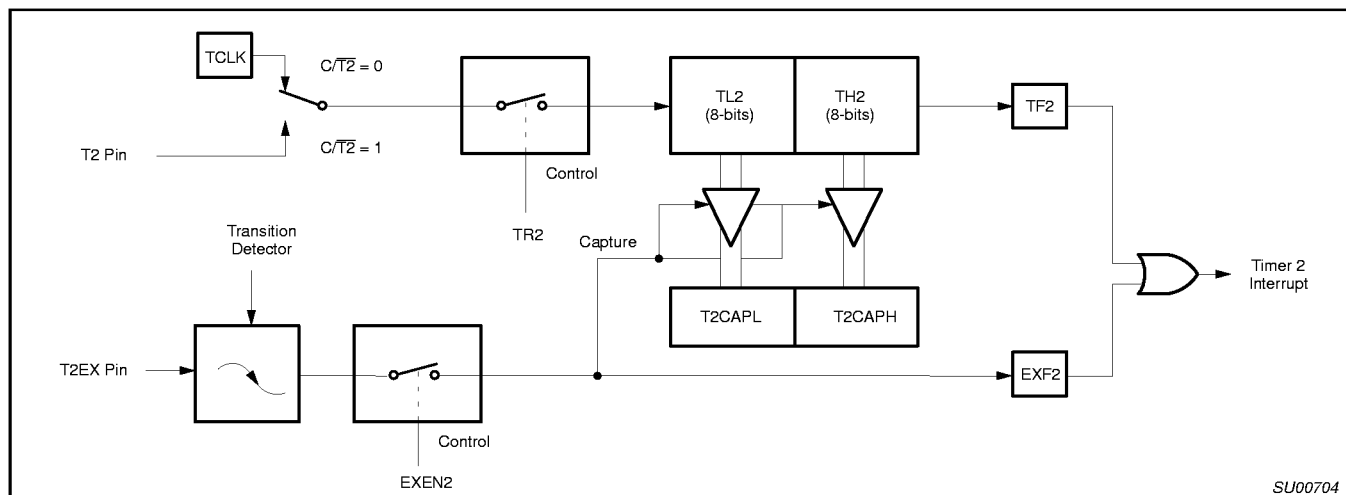 TCLK
C/T2 = 0
TL2
(8-bits)
TH2
(8-bits)
TF2
T2 Pin
C/T2 = 1
Control
TR2
Transition
Detector
Capture
Timer 2
Interrupt
T2CAPL
T2CAPH
T2EX Pin
EXF2
Control
EXEN2
SU00704